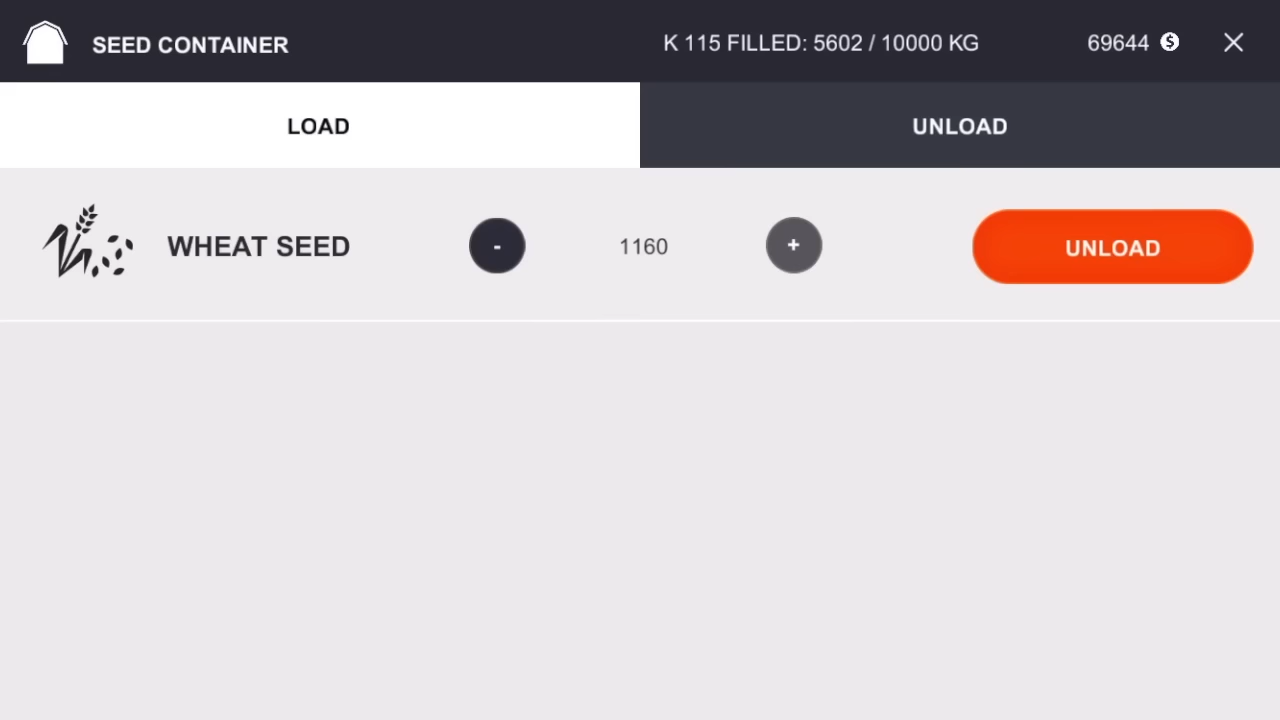 SEED CONTAINER
K 115 FILLED: 5602 / 10000 KG
69644 $
LOAD
UNLOAD
WHEAT SEED
-
1160
+
UNLOAD